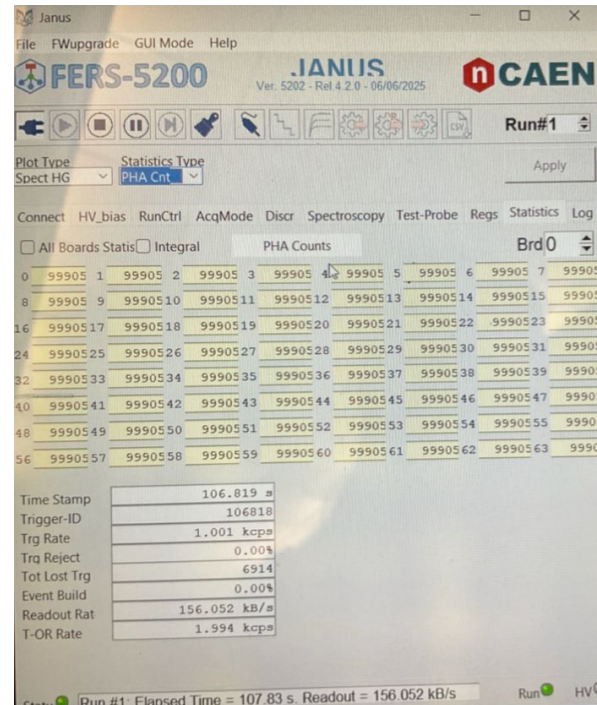 Janus
File FWupgrade GUI Mode Help
FERS-5200
JANUS
Ver. 5202 - Rel 4.2.0 - 06/06/2025
n CAEN
CSV
Run#1
Plot Type
Statistics Type
Spect HG
PHA Cnt
Apply
Connect HV_bias RunCtrl AcqMode Discr Spectroscopy Test-Probe Regs Statistics Log
All Boards Statis Integral PHA Counts Brd 0
0 99905 1 99905 2 99905 3 99905 4 99905 5 99905 6 99905 7 99905
8 99905 9 99905 10 99905 11 99905 12 99905 13 99905 14 99905 15 9990
16 99905 17 99905 18 99905 19 99905 20 99905 21 99905 22 99905 23 9990
24 99905 25 99905 26 99905 27 99905 28 99905 29 99905 30 99905 31 9990
32 99905 33 99905 34 99905 35 99905 36 99905 37 99905 38 99905 39 9990
40 99905 41 99905 42 99905 43 99905 44 99905 45 99905 46 99905 47 9990
48 99905 49 99905 50 99905 51 99905 52 99905 53 99905 54 99905 55 9990
56 99905 57 99905 58 99905 59 99905 60 99905 61 99905 62 99905 63 9990
Time Stamp 106.819 s
Trigger-ID 106818
Trg Rate 1.001 kcps
Trg Reject 0.00%
Tot Lost Trg 6914
Event Build 0.00%
Readout Rat 156.052 kB/s
T-OR Rate 1.994 kcps
Run #1: Elapsed Time = 107.83 s. Readout = 156.052 kB/s Run HV